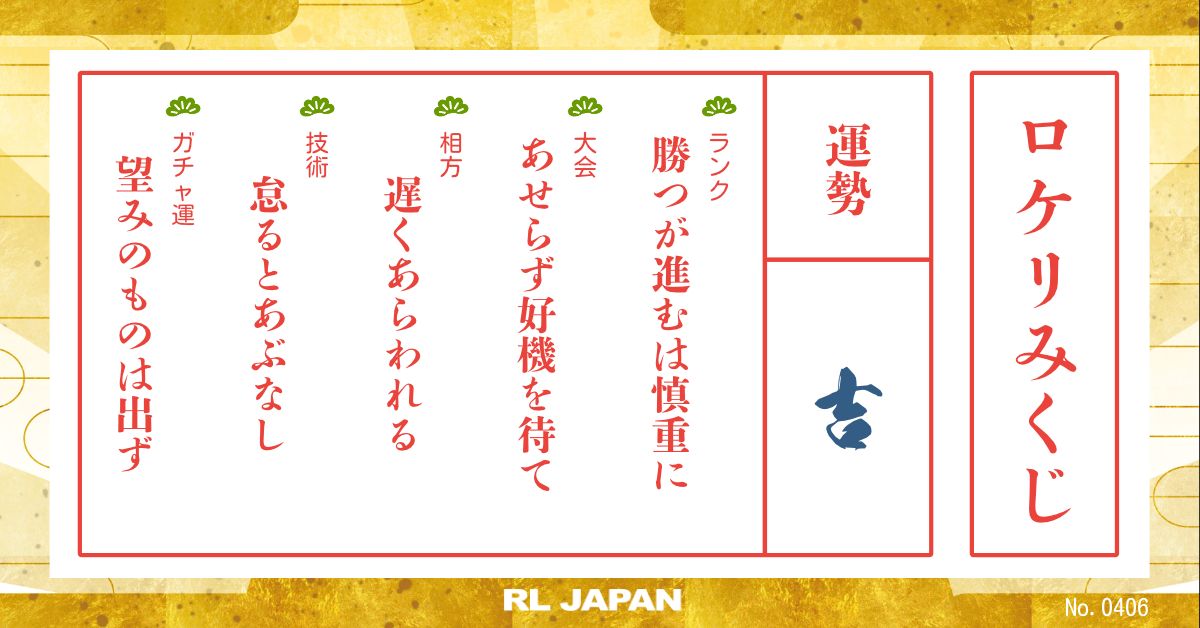 ロケリみくじ
運勢
吉
ランク
勝つが進むは慎重に
大会
あせらず好機を待て
相方
遅くあらわれる
技術
怠るとあぶなし
ガチャ運
望みのものは出ず
RL JAPAN
No. 0406